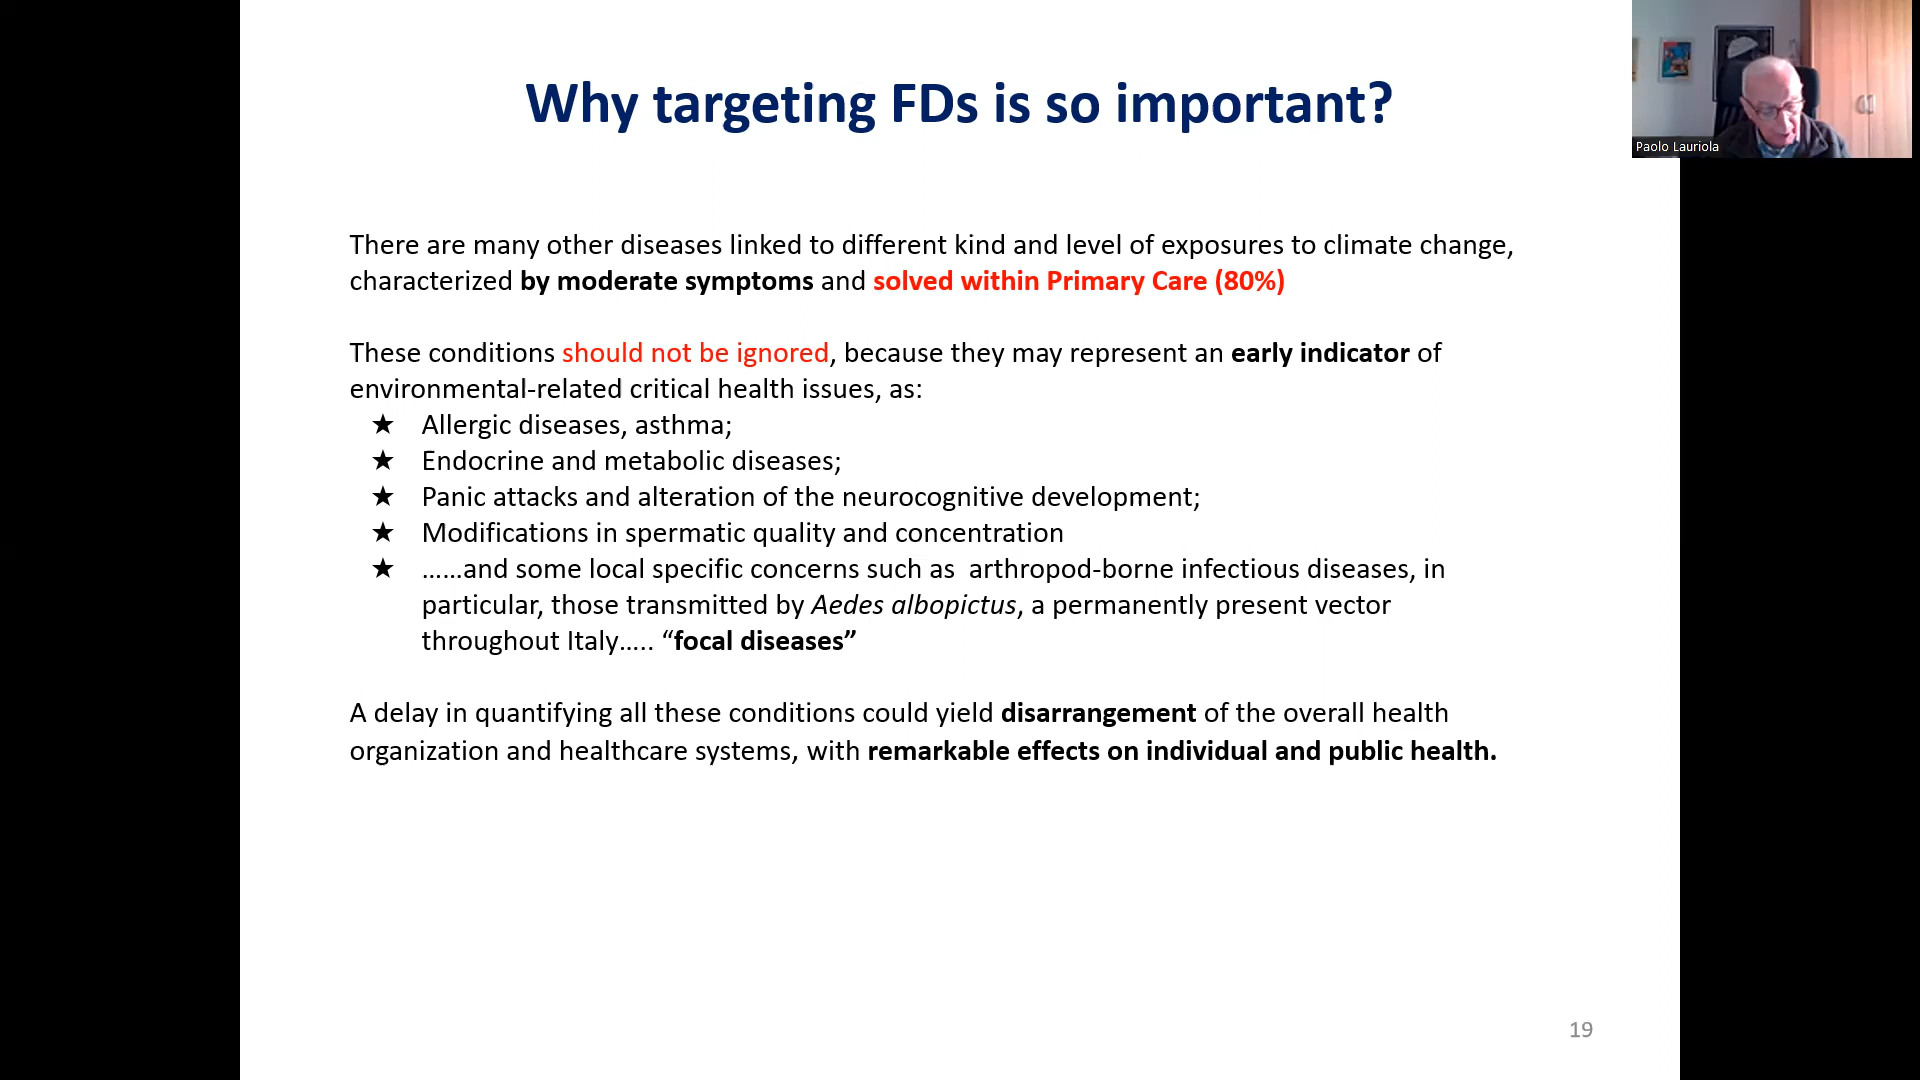 Why targeting FDs is so important?
Paolo Lauriola
There are many other diseases linked to different kind and level of exposures to climate change,
characterized by moderate symptoms and solved within Primary Care (80%)
These conditions should not be ignored, because they may represent an early indicator of
environmental-related critical health issues, as:
★ Allergic diseases, asthma;
★ Endocrine and metabolic diseases;
★ Panic attacks and alteration of the neurocognitive development;
★ Modifications in spermatic quality and concentration
★ ……and some local specific concerns such as  arthropod-borne infectious diseases, in
particular, those transmitted by Aedes albopictus, a permanently present vector
throughout Italy….. “focal diseases”
A delay in quantifying all these conditions could yield disarrangement of the overall health
organization and healthcare systems, with remarkable effects on individual and public health.
19